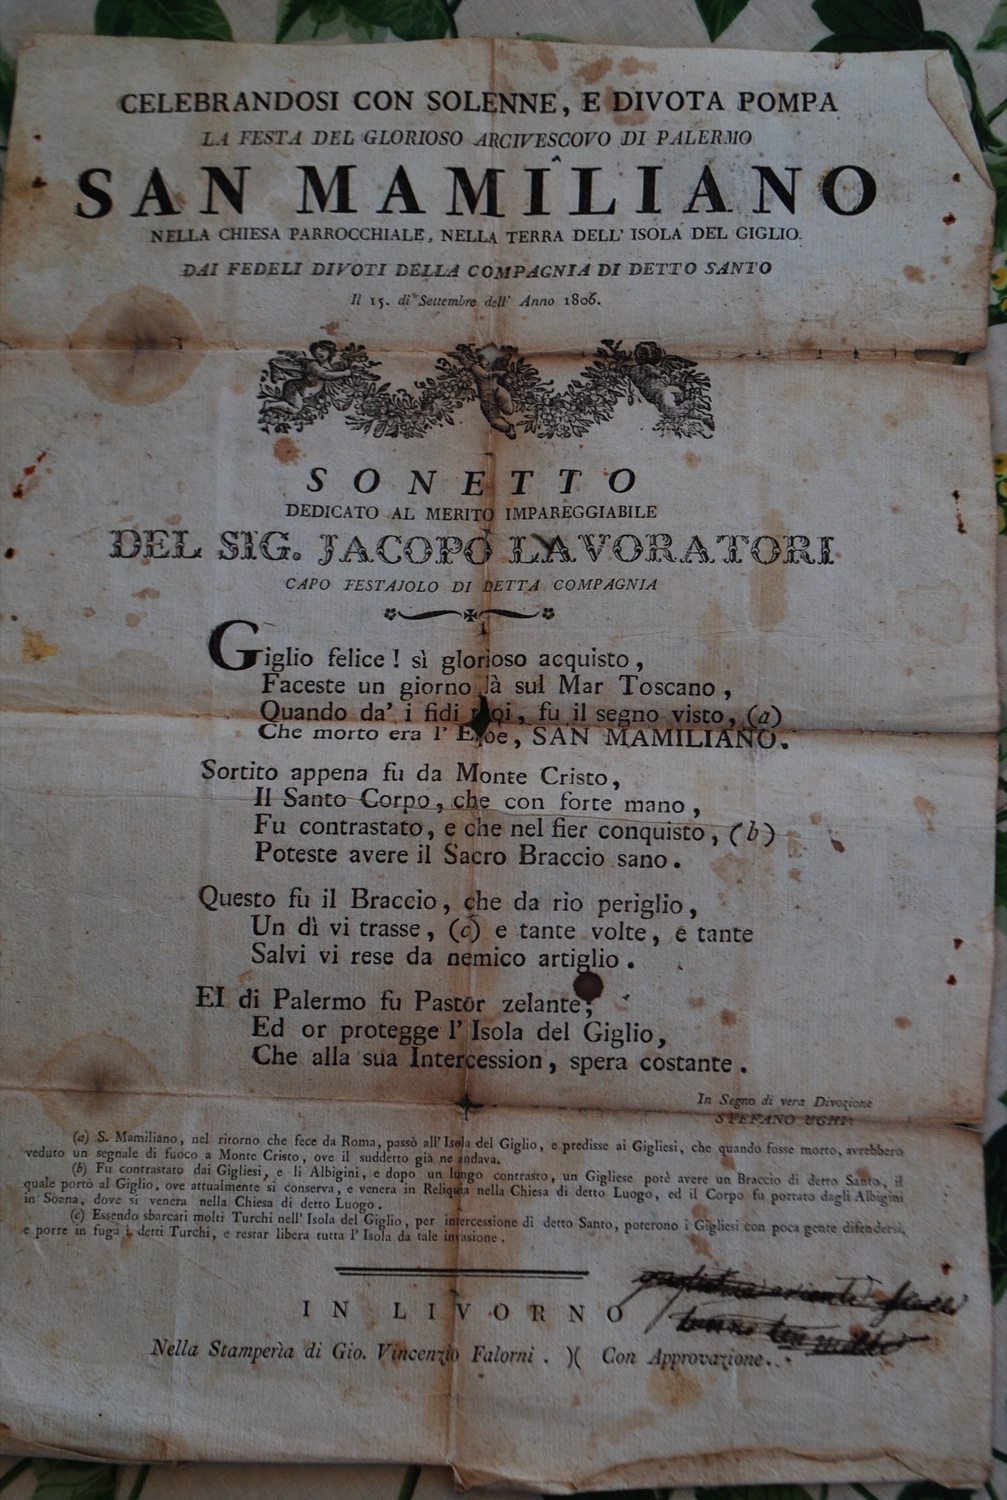 CELEBRANDOSI CON SOLENNE, E DIVOTA POMPA
LA FESTA DEL GLORIOSO ARCIVESCOVO DI PALERMO
SAN MAMILIANO
NELLA CHIESA PARROCCHIALE, NELLA TERRA DELL' ISOLA DEL GIGLIO.
DAI FEDELI DIVOTI DELLA COMPAGNIA DI DETTO SANTO
Il 15. di Settembre dell' Anno 1806.
SONETTO
DEDICATO AL MERITO IMPAREGGIABILE
DEL SIG. JACOPO LAVORATORI
CAPO FESTAJOLO DI DETTA COMPAGNIA
Giglio felice! sì glorioso acquisto,
Faceste un giorno là sul Mar Toscano,
Quando da' i fidi, fu il segno visto, (a)
Che morto era l' Eroe, SAN MAMILIANO.
Sortito appena fu da Monte Cristo,
Il Santo Corpo, che con forte mano,
Fu contrastato, e che nel fier conquisto, (b)
Poteste avere il Sacro Braccio sano.
Questo fu il Braccio, che da rio periglio,
Un dì vi trasse, (c) e tante volte, e tante
Salvi vi rese da nemico artiglio.
EI di Palermo fu Pastor zelante;
Ed or protegge l' Isola del Giglio,
Che alla sua Intercession, spera costante.
In Segno di vera Divozione
STEFANO UGHI.
(a) S. Mamiliano, nel ritorno che fece da Roma, passò all' Isola del Giglio, e predisse ai Gigliesi, che quando fosse morto, avrebbero
veduto un segnale di fuoco a Monte Cristo, ove il suddetto già ne andava.
(b) Fu contrastato dai Gigliesi, e li Albigini, e dopo un lungo contrasto, un Gigliese potè avere un Braccio di detto Santo, il
quale portò al Giglio, ove attualmente si conserva, e venera in Reliquia nella Chiesa di detto Luogo, ed il Corpo fu portato dagli Albigini
in Soana, dove si venera nella Chiesa di detto Luogo.
(c) Essendo sbarcati molti Turchi nell' Isola del Giglio, per intercessione di detto Santo, poterono i Gigliesi con poca gente difendersi,
e porre in fuga i detti Turchi, e restar libera tutta l' Isola da tale invasione.
IN LIVORNO
Nella Stamperìa di Gio. Vincenzio Falorni. )( Con Approvazione.